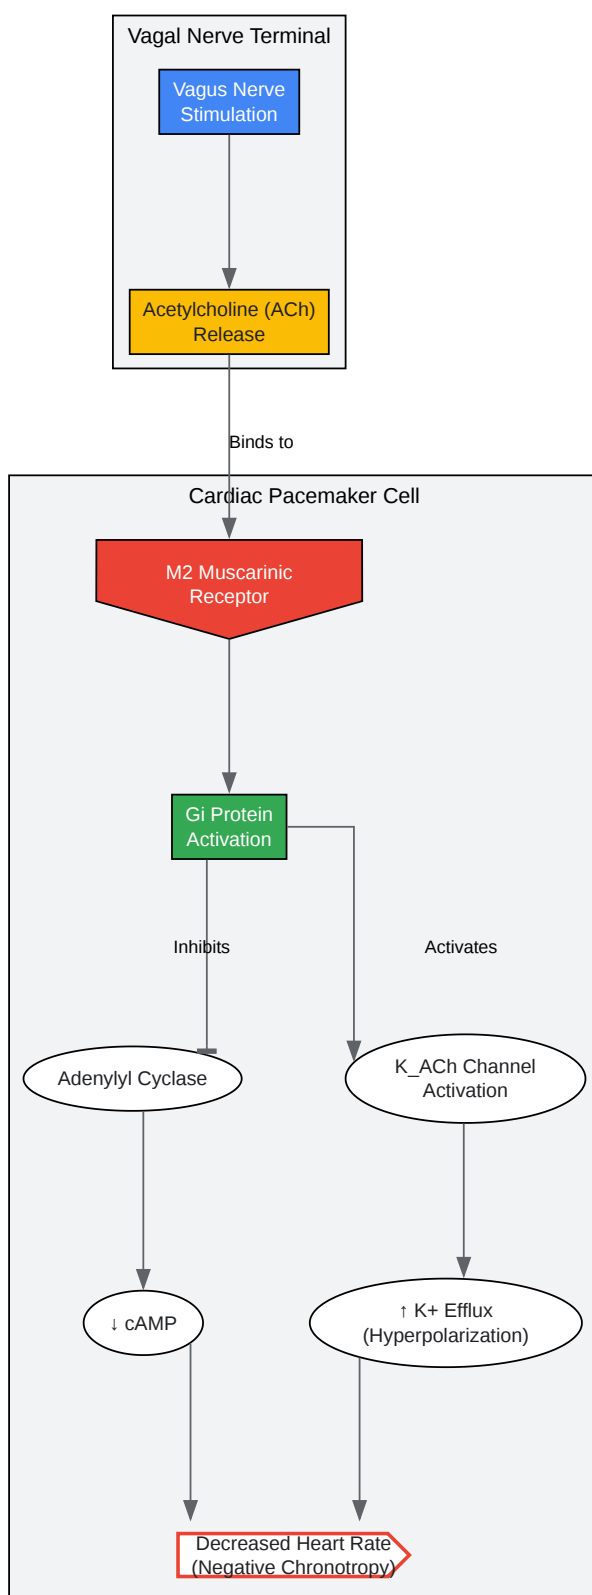 Vagal Nerve Terminal
Vagus Nerve
Stimulation
Acetylcholine (ACh)
Release
Binds to
Cardiac Pacemaker Cell
M2 Muscarinic
Receptor
Gi Protein
Activation
Inhibits
Activates
Adenylyl Cyclase
K_ACh Channel
Activation
↓ cAMP
↑ K+ Efflux
(Hyperpolarization)
Decreased Heart Rate
(Negative Chronotropy)